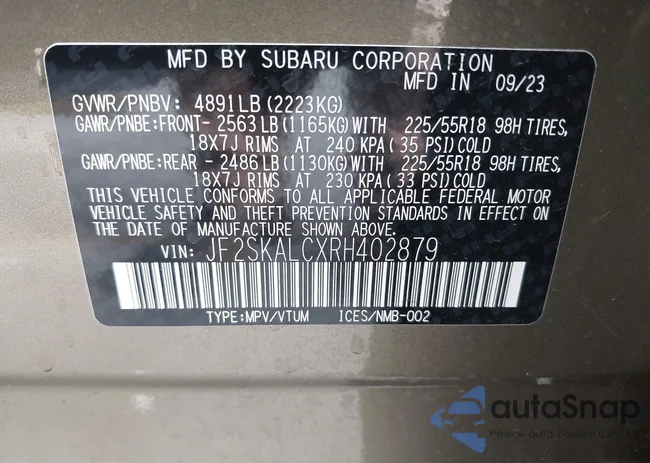 MFD BY SUBARU CORPORATION
MFD IN 09/23
GVWR/PNBV: 4891LB(2223KG)
GAWR/PNBE:FRONT- 2563LB(1165KG)WITH 225/55R18 98H TIRES,
18X7J RIMS AT 240 KPA(35 PSI)COLD
GAWR/PNBE:REAR - 2486LB(1130KG)WITH 225/55R18 98H TIRES,
18X7J RIMS AT 230 KPA(33 PSI)COLD
THIS VEHICLE CONFORMS TO ALL APPLICABLE FEDERAL MOTOR
VEHICLE SAFETY AND THEFT PREVENTION STANDARDS IN EFFECT ON
THE DATE OF MANUFACTURE SHOWN ABOVE.
VIN: JF2SKALCXRH402879
TYPE:MPV/VTUM ICES/NMB-002
autaSnap
Pewne auta z aukcji